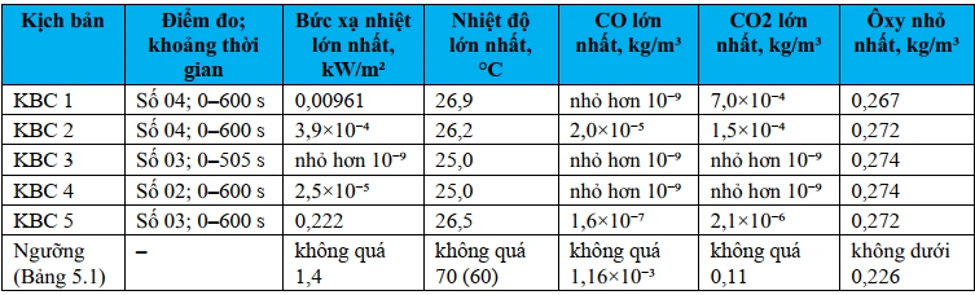 Kịch bản | Điểm đo; khoảng thời gian | Bức xạ nhiệt lớn nhất, kW/m² | Nhiệt độ lớn nhất, °C | CO lớn nhất, kg/m³ | CO2 lớn nhất, kg/m³ | Ôxy nhỏ nhất, kg/m³
KBC 1 | Số 04; 0–600 s | 0,00961 | 26,9 | nhỏ hơn 10⁻⁹ | 7,0×10⁻⁴ | 0,267
KBC 2 | Số 04; 0–600 s | 3,9×10⁻⁴ | 26,2 | 2,0×10⁻⁵ | 1,5×10⁻⁴ | 0,272
KBC 3 | Số 03; 0–505 s | nhỏ hơn 10⁻⁹ | 25,0 | nhỏ hơn 10⁻⁹ | nhỏ hơn 10⁻⁹ | 0,274
KBC 4 | Số 02; 0–600 s | 2,5×10⁻⁵ | 25,0 | nhỏ hơn 10⁻⁹ | nhỏ hơn 10⁻⁹ | 0,274
KBC 5 | Số 03; 0–600 s | 0,222 | 26,5 | 1,6×10⁻⁷ | 2,1×10⁻⁶ | 0,272
Ngưỡng (Bảng 5.1) | – | không quá 1,4 | không quá 70 (60) | không quá 1,16×10⁻³ | không quá 0,11 | không dưới 0,226